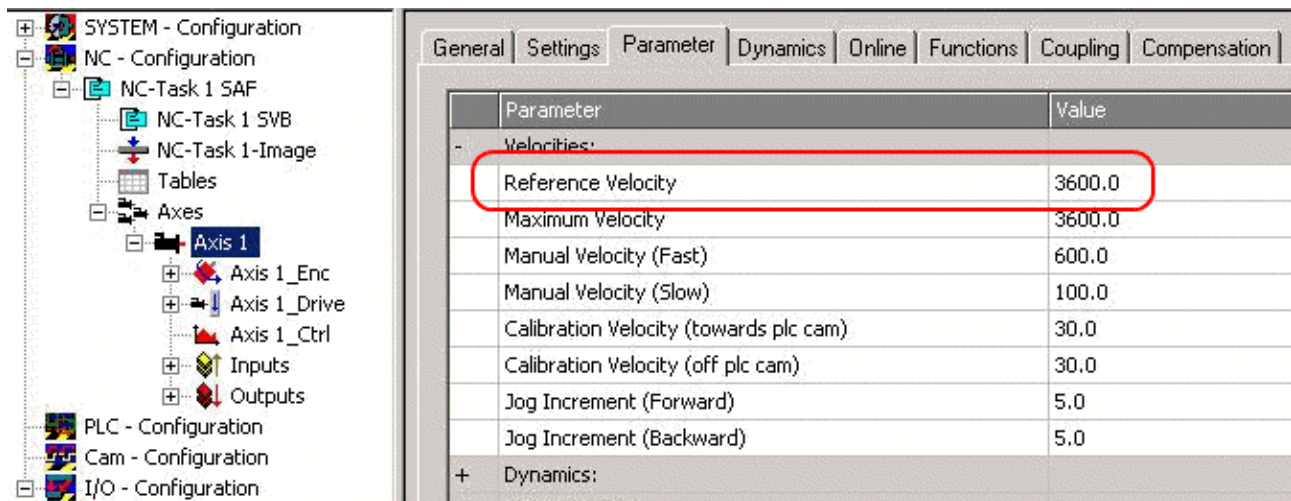 SYSTEM - Configuration
NC - Configuration
NC-Task 1 SAF
NC-Task 1 SVB
NC-Task 1-Image
Tables
Axes
Axis 1
Axis 1_Enc
Axis 1_Drive
Axis 1_Ctrl
Inputs
Outputs
PLC - Configuration
Cam - Configuration
I/O - Configuration
General Settings Parameter Dynamics Online Functions Coupling Compensation
Parameter Value
- Velocities:
Reference Velocity 3600.0
Maximum Velocity 3600.0
Manual Velocity (Fast) 600.0
Manual Velocity (Slow) 100.0
Calibration Velocity (towards plc cam) 30.0
Calibration Velocity (off plc cam) 30.0
Jog Increment (Forward) 5.0
Jog Increment (Backward) 5.0
+ Dynamics: